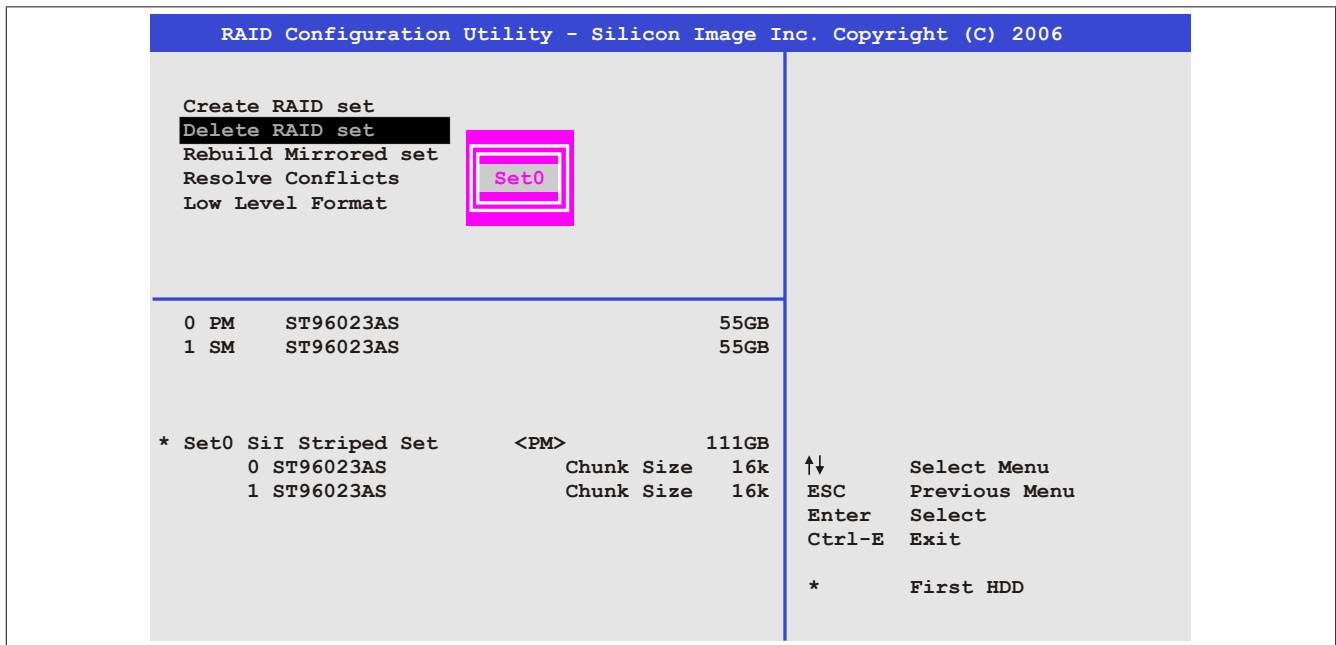 RAID Configuration Utility - Silicon Image Inc. Copyright (C) 2006
Create RAID set
Delete RAID set
Rebuild Mirrored set
Resolve Conflicts
Low Level Format
Set0
0 PM ST96023AS 55GB
1 SM ST96023AS 55GB
* Set0 SiI Striped Set <PM> 111GB
0 ST96023AS Chunk Size 16k
1 ST96023AS Chunk Size 16k
↑↓ Select Menu
ESC Previous Menu
Enter Select
Ctrl-E Exit
* First HDD